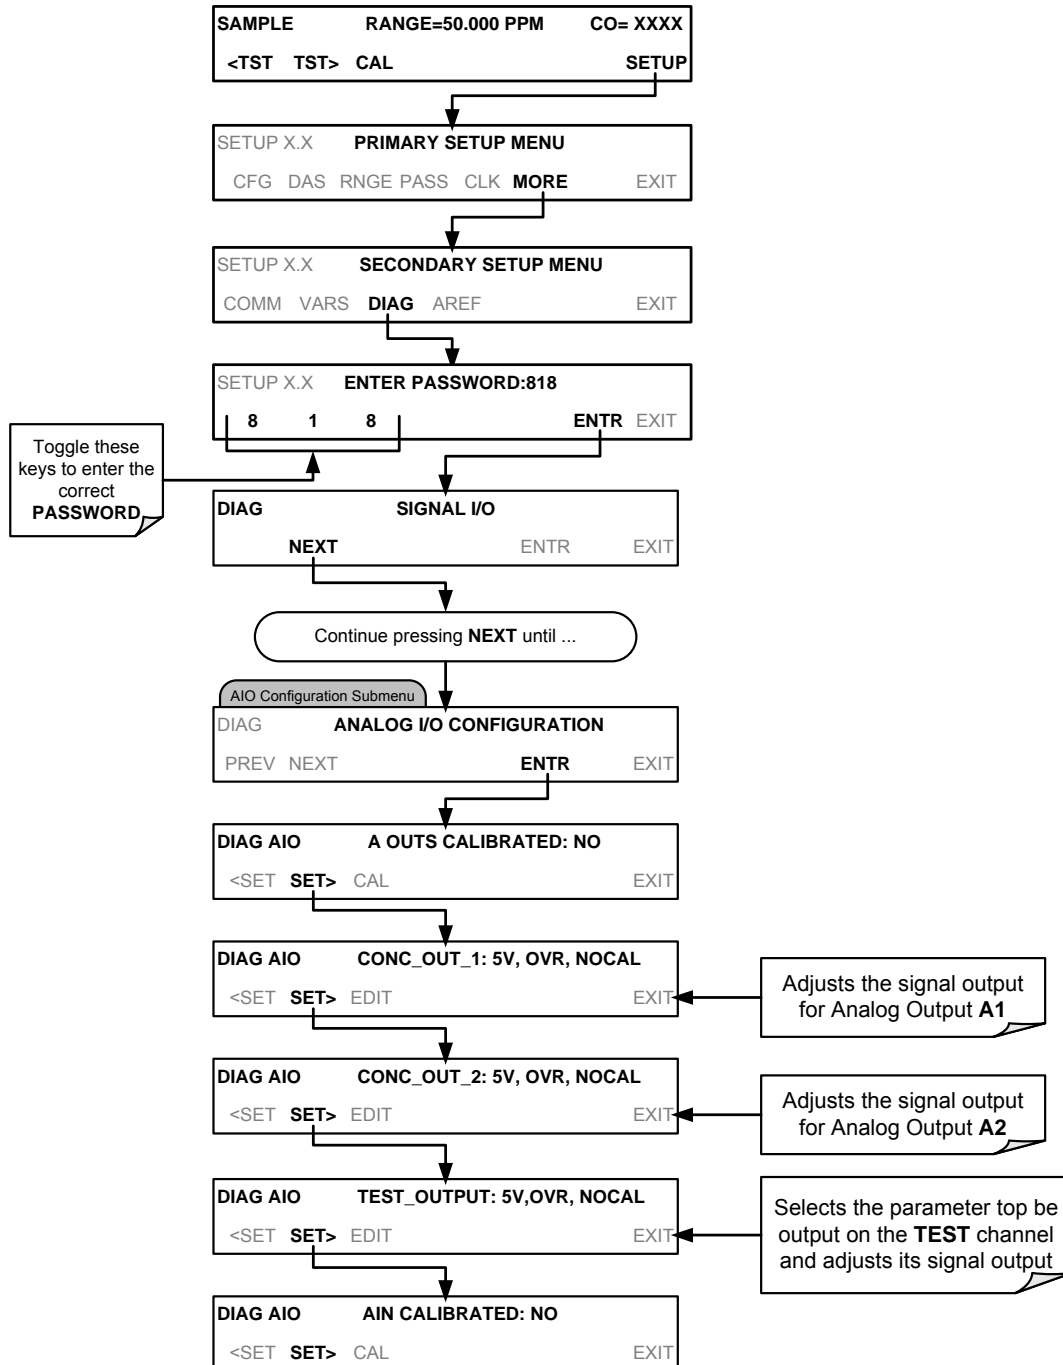 SAMPLE RANGE=50.000 PPM CO= XXXX
<TST TST> CAL SETUP
SETUP X.X PRIMARY SETUP MENU
CFG DAS RNGE PASS CLK MORE EXIT
SETUP X.X SECONDARY SETUP MENU
COMM VARS DIAG AREF EXIT
SETUP X.X ENTER PASSWORD:818
8 1 8 ENTR EXIT
Toggle these
keys to enter the
correct
PASSWORD
DIAG SIGNAL I/O
NEXT ENTR EXIT
Continue pressing NEXT until ...
AIO Configuration Submenu
DIAG ANALOG I/O CONFIGURATION
PREV NEXT ENTR EXIT
DIAG AIO A OUTS CALIBRATED: NO
<SET SET> CAL EXIT
DIAG AIO CONC_OUT_1: 5V, OVR, NOCAL
<SET SET> EDIT EXIT
Adjusts the signal output
for Analog Output A1
DIAG AIO CONC_OUT_2: 5V, OVR, NOCAL
<SET SET> EDIT EXIT
Adjusts the signal output
for Analog Output A2
DIAG AIO TEST_OUTPUT: 5V,OVR, NOCAL
<SET SET> EDIT EXIT
Selects the parameter top be
output on the TEST channel
and adjusts its signal output
DIAG AIO AIN CALIBRATED: NO
<SET SET> CAL EXIT